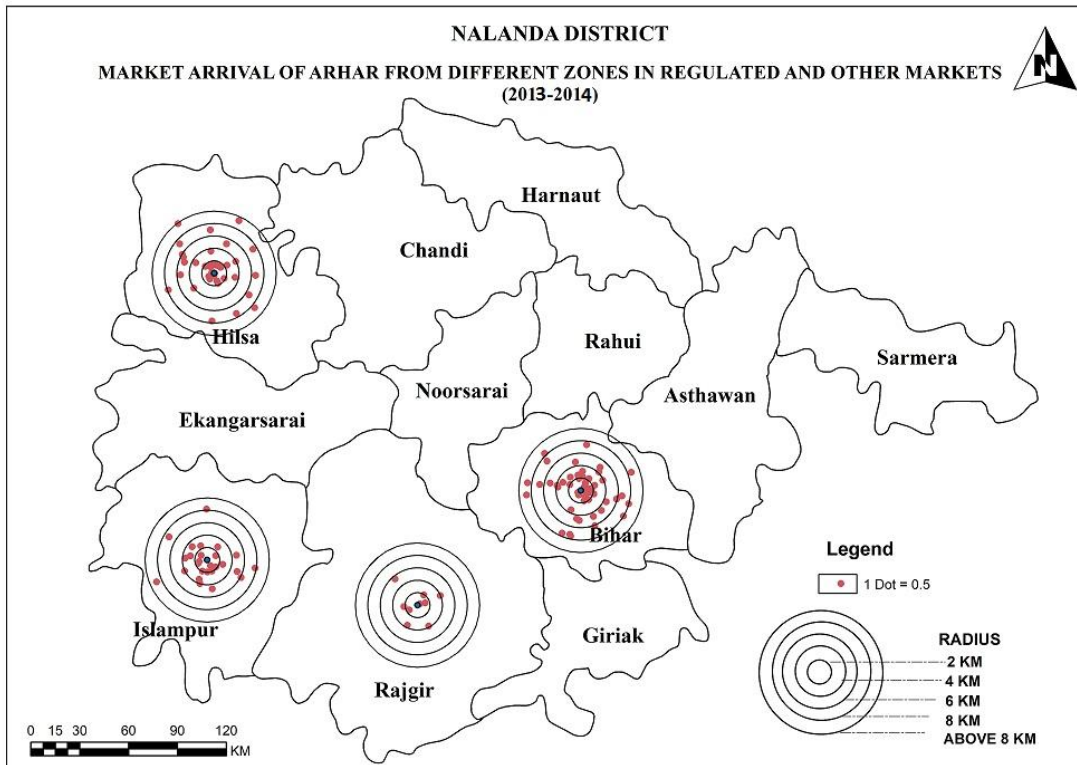 NALANDA DISTRICT
MARKET ARRIVAL OF ARHAR FROM DIFFERENT ZONES IN REGULATED AND OTHER MARKETS
(2013-2014)
N
Harnaut
Chandi
Hilsa
Rahui
Sarmera
Noorsarai
Asthawan
Ekangarsarai
Bihar
Islampur
Giriak
Rajgir
Legend
1 Dot = 0.5
RADIUS
2 KM
4 KM
6 KM
8 KM
ABOVE 8 KM
0 15 30 60 90 120
KM